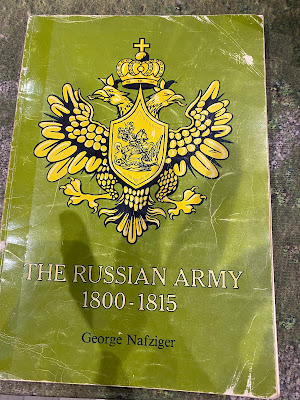 THE RUSSIAN ARMY
1800-1815
George Nafziger